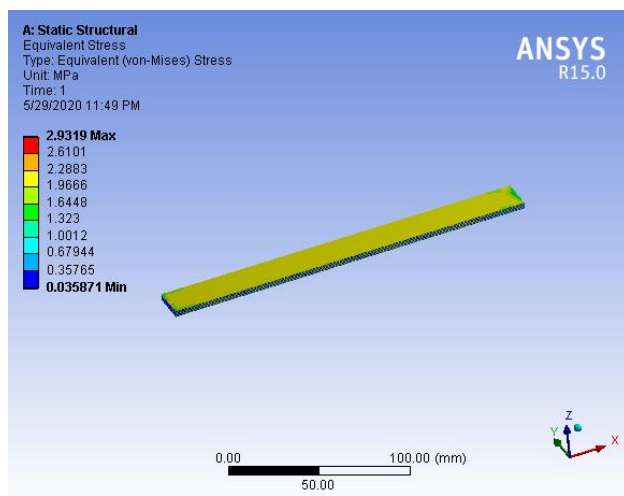 A: Static Structural
Equivalent Stress
Type: Equivalent (von-Mises) Stress
Unit: MPa
Time: 1
5/29/2020 11:49 PM
ANSYS
R15.0
2.9319 Max
2.6101
2.2883
1.9666
1.6448
1.323
1.0012
0.67944
0.35765
0.035871 Min
Z
Y
X
0.00
100.00 (mm)
50.00